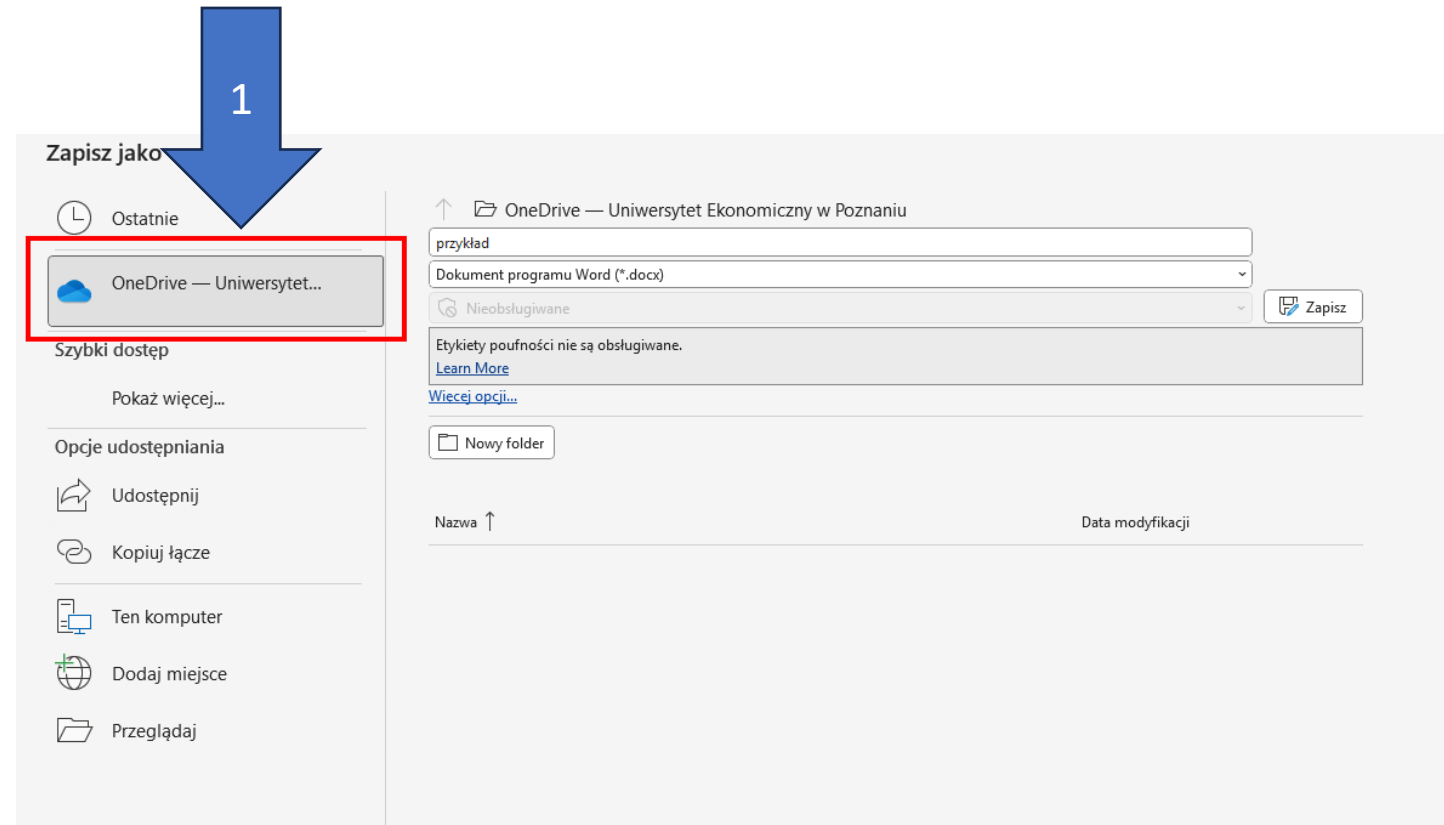 1
Zapisz jako
Ostatnie
OneDrive — Uniwersytet...
Szybki dostęp
Pokaż więcej...
Opcje udostępniania
Udostępnij
Kopiuj łącze
Ten komputer
Dodaj miejsce
Przeglądaj
OneDrive — Uniwersytet Ekonomiczny w Poznaniu
przykład
Dokument programu Word (*.docx)
Nieobsługiwane
Zapisz
Etykiety poufności nie są obsługiwane.
Learn More
Więcej opcji...
Nowy folder
Nazwa ↑ Data modyfikacji